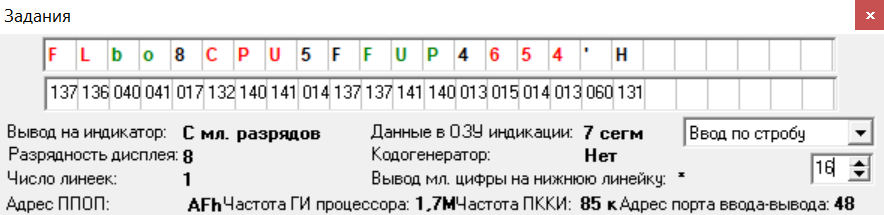 Задания
F L b o 8 C P U 5 F F U P 4 6 5 4 ' H
137 136 040 041 017 132 140 141 014 137 137 141 140 013 015 014 013 060 131
Вывод на индикатор: С мл. разрядов Данные в ОЗУ индикации: 7 сегм Ввод по стробу
Разрядность дисплея: 8 Кодогенератор: Нет 16
Число линеек: 1 Вывод мл. цифры на нижнюю линейку: *
Адрес ППОП: AFh Частота ГИ процессора: 1,7М Частота ПККИ: 85 к Адрес порта ввода-вывода: 48